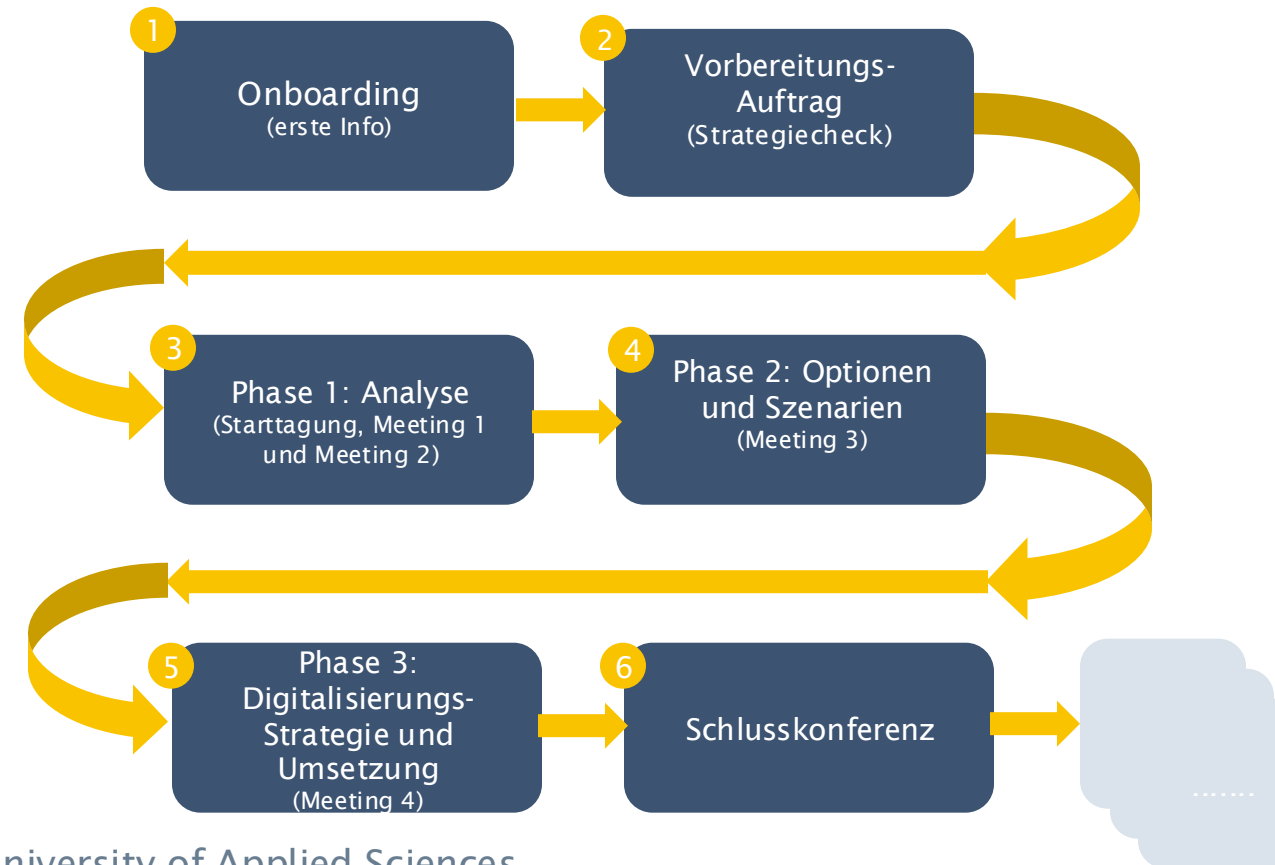 1
Onboarding
(erste Info)
2
Vorbereitungs-
Auftrag
(Strategiecheck)
3
Phase 1: Analyse
(Starttagung, Meeting 1
und Meeting 2)
4
Phase 2: Optionen
und Szenarien
(Meeting 3)
5
Phase 3:
Digitalisierungs-
Strategie und
Umsetzung
(Meeting 4)
6
Schlusskonferenz
.......
of Applied Sciences